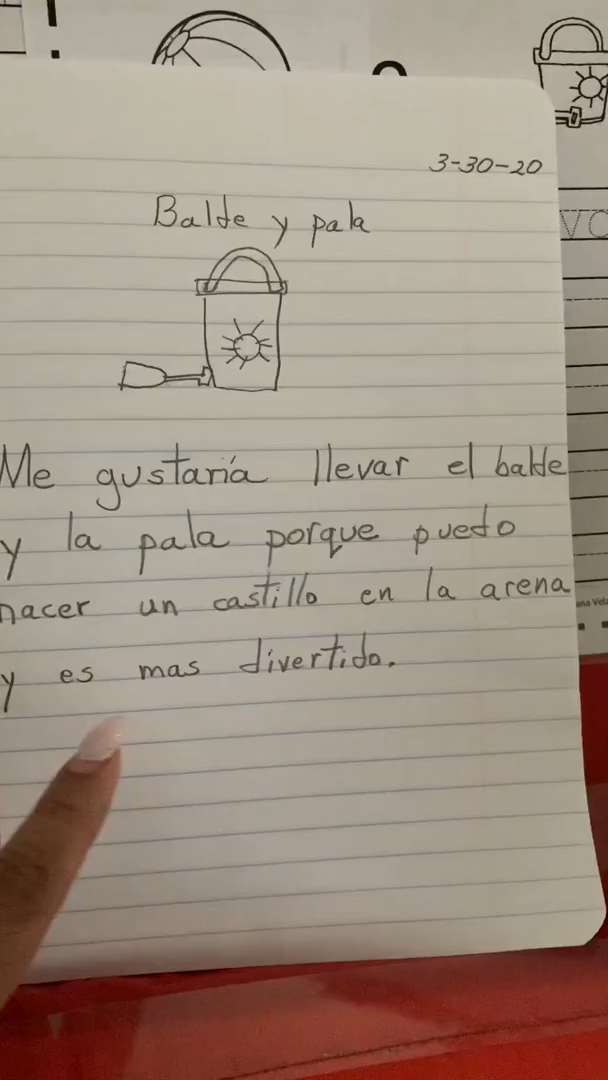 3-30-20
Balde y pala
Me gustaría llevar el balde
y la pala porque puedo
hacer un castillo en la arena
y es mas divertido.